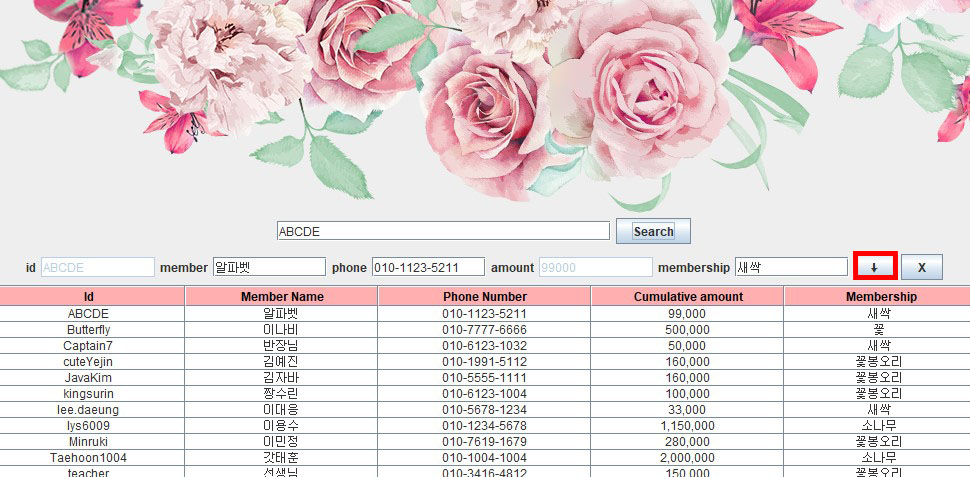 ABCDE Search
id ABCDE member 알파벳 phone 010-1123-5211 amount 99000 membership 새싹 ↓ X
Id Member Name Phone Number Cumulative amount Membership
ABCDE 알파벳 010-1123-5211 99,000 새싹
Butterfly 이나비 010-7777-6666 500,000 꽃
Captain7 반장님 010-6123-1032 50,000 새싹
cuteYejin 김예진 010-1991-5112 160,000 꽃봉오리
JavaKim 김자바 010-5555-1111 160,000 꽃봉오리
kingsurin 짱수린 010-6123-1004 100,000 꽃봉오리
lee.daeung 이대웅 010-5678-1234 33,000 새싹
lys6009 이용수 010-1234-5678 1,150,000 소나무
Minruki 이민정 010-7619-1679 280,000 꽃봉오리
Taehoon1004 갓태훈 010-1004-1004 2,000,000 소나무
teacher 선생님 010-3416-4812 150,000 꽃봉오리